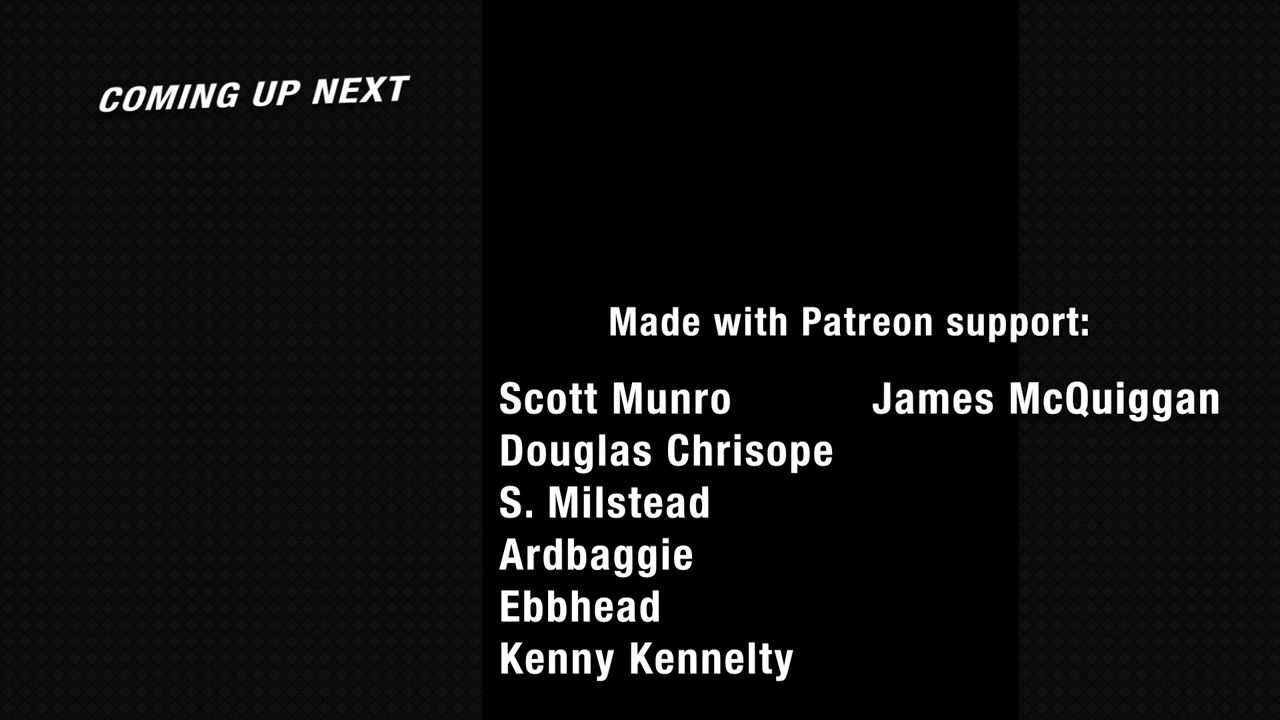 COMING UP NEXT
Made with Patreon support:
Scott Munro
James McQuiggan
Douglas Chrisope
S. Milstead
Ardbaggie
Ebbhead
Kenny Kennelty